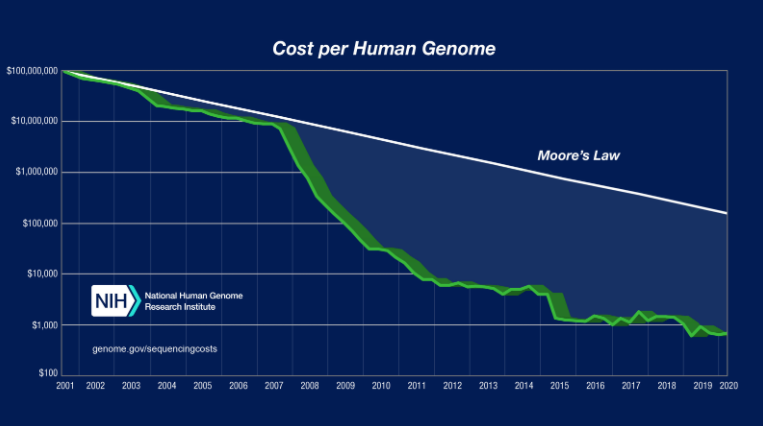 Cost per Human Genome
$100,000,000
$10,000,000
$1,000,000
$100,000
$10,000
$1,000
$100
Moore's Law
NIH
National Human Genome
Research Institute
genome.gov/sequencingcosts
2001 2002 2003 2004 2005 2006 2007 2008 2009 2010 2011 2012 2013 2014 2015 2016 2017 2018 2019 2020